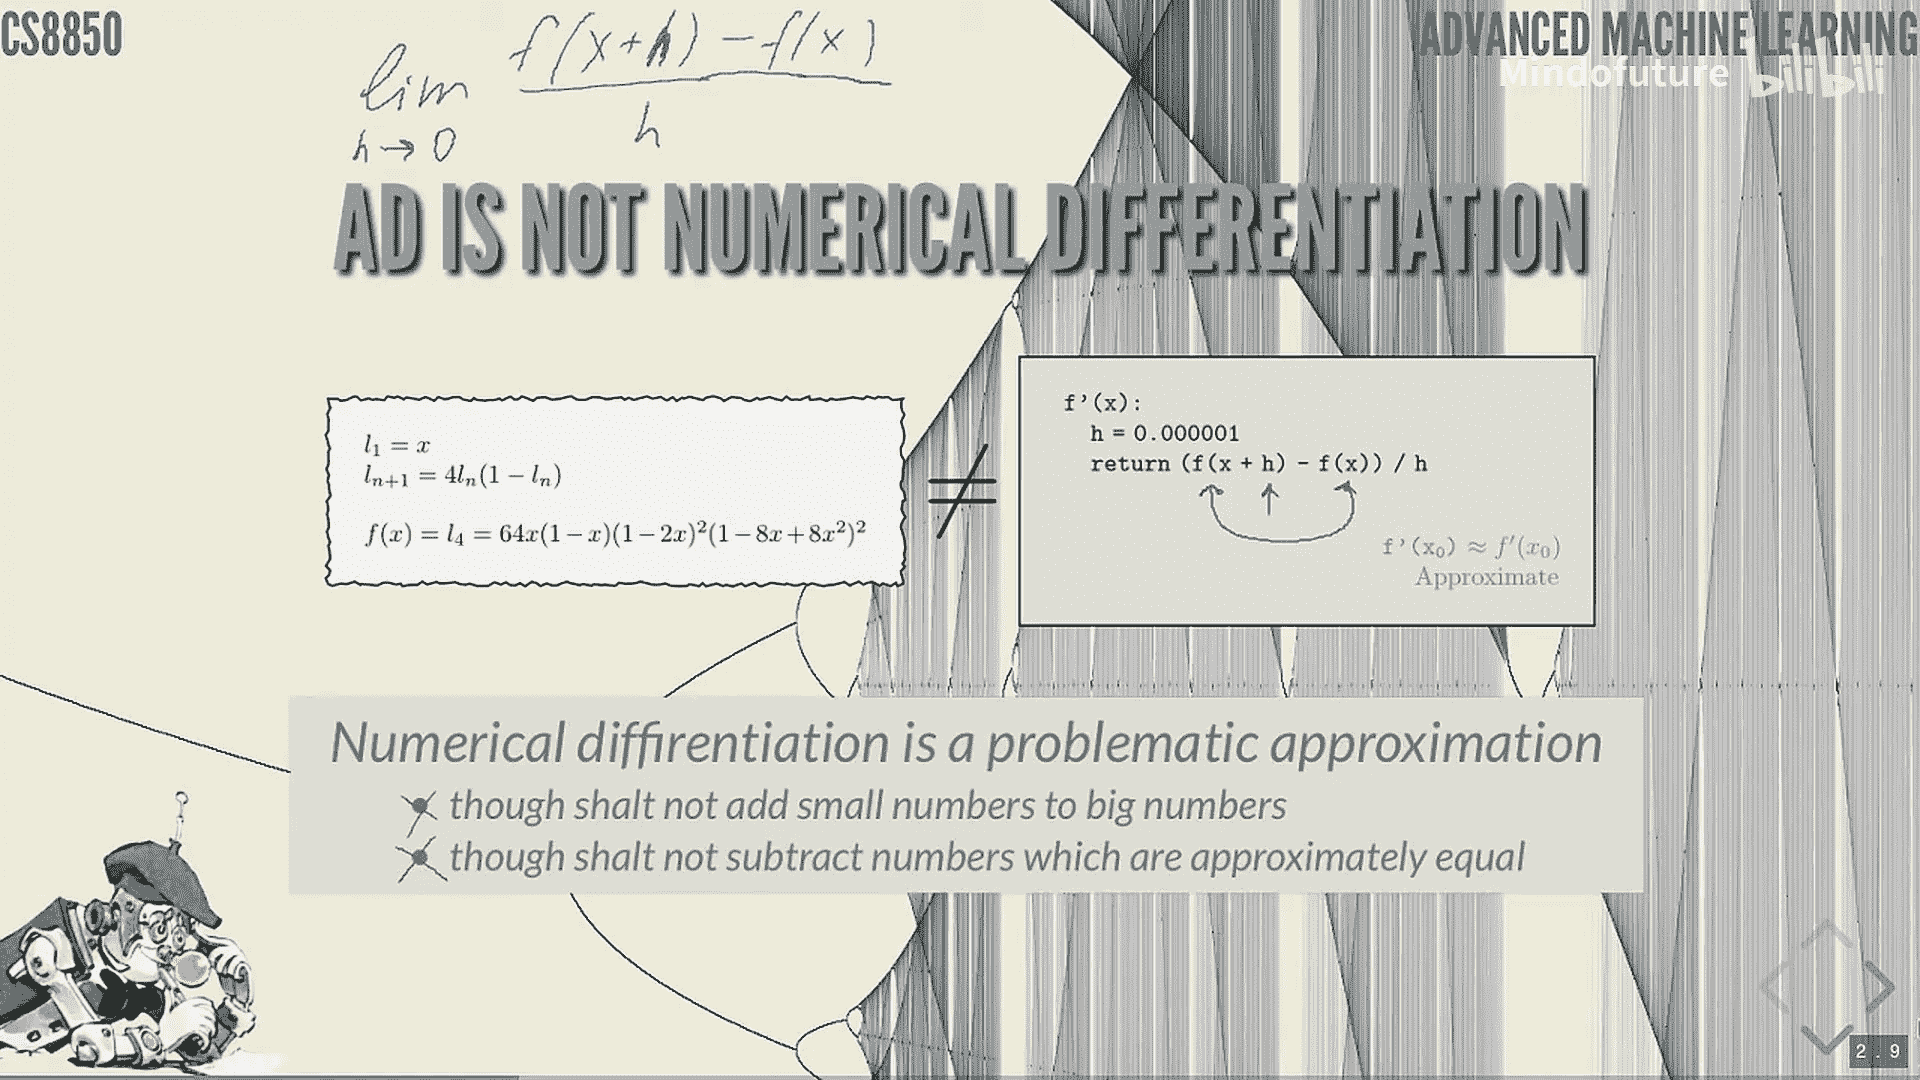 CS8850
ADVANCED MACHINE LEARNING
Mindofuture bilibili
lim h→0 f(x+h) - f(x) / h
AD IS NOT NUMERICAL DIFFERENTIATION
l₁ = x
lₙ₊₁ = 4lₙ(1 − lₙ)
f(x) = l₄ = 64x(1−x)(1−2x)²(1−8x+8x²)²
≠
f'(x):
h = 0.000001
return (f(x + h) - f(x)) / h
f'(x₀) ≈ f′(x₀)
Approximate
Numerical diffirentiation is a problematic approximation
though shalt not add small numbers to big numbers
though shalt not subtract numbers which are approximately equal
2.9